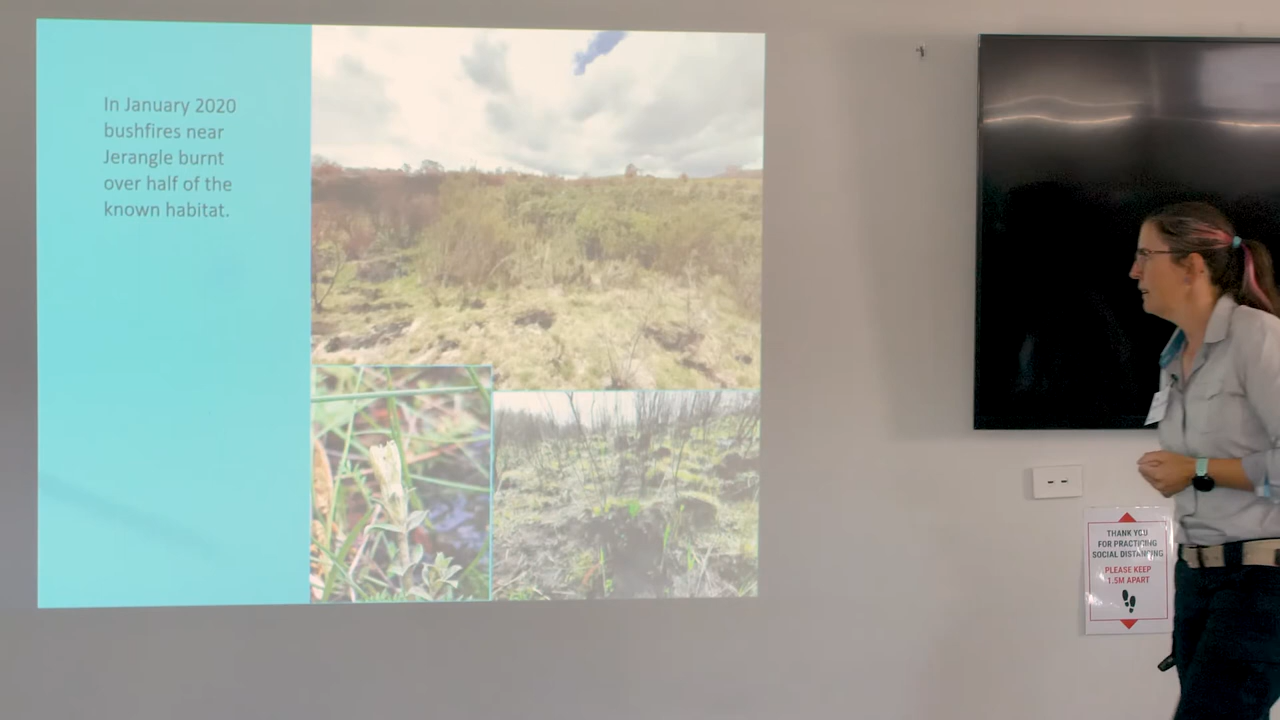 In January 2020
bushfires near
Jerangle burnt
over half of the
known habitat.
THANK YOU
FOR PRACTICING
SOCIAL DISTANCING
PLEASE KEEP
1.5M APART